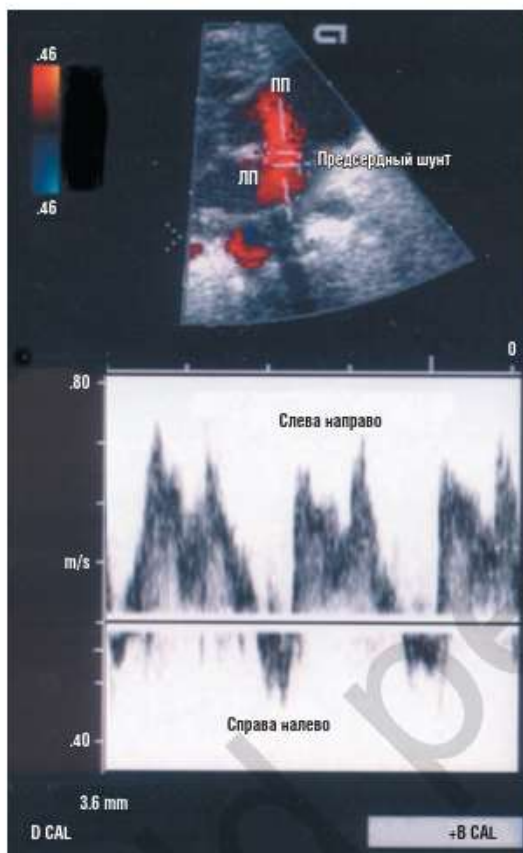 .46
ПП
Предсердный шунт
ЛП
.46
0
.80
Слева направо
m/s
Справа налево
.40
3.6 mm
D CAL
+B CAL